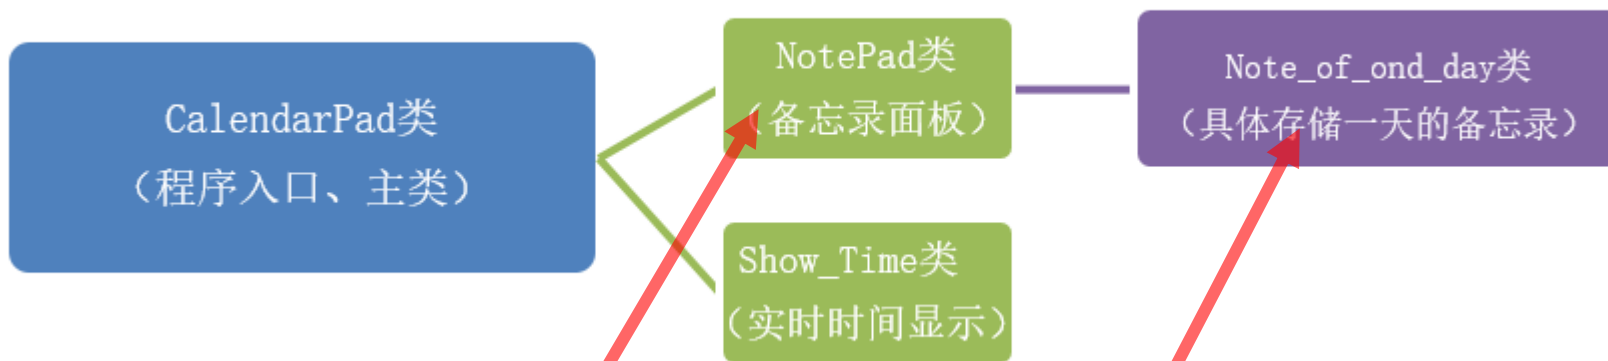 CalendarPad类
（程序入口、主类）
NotePad类
（备忘录面板）
Show_Time类
（实时时间显示）
Note_of_ond_day类
（具体存储一天的备忘录）